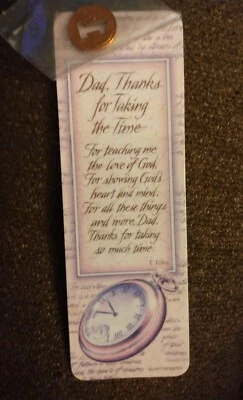 Dad, Thanks
for Taking
the Time
For teaching me
the love of God,
For showing God's
heart and mind;
For all these things
and more, Dad,
Thanks for taking
so much time.